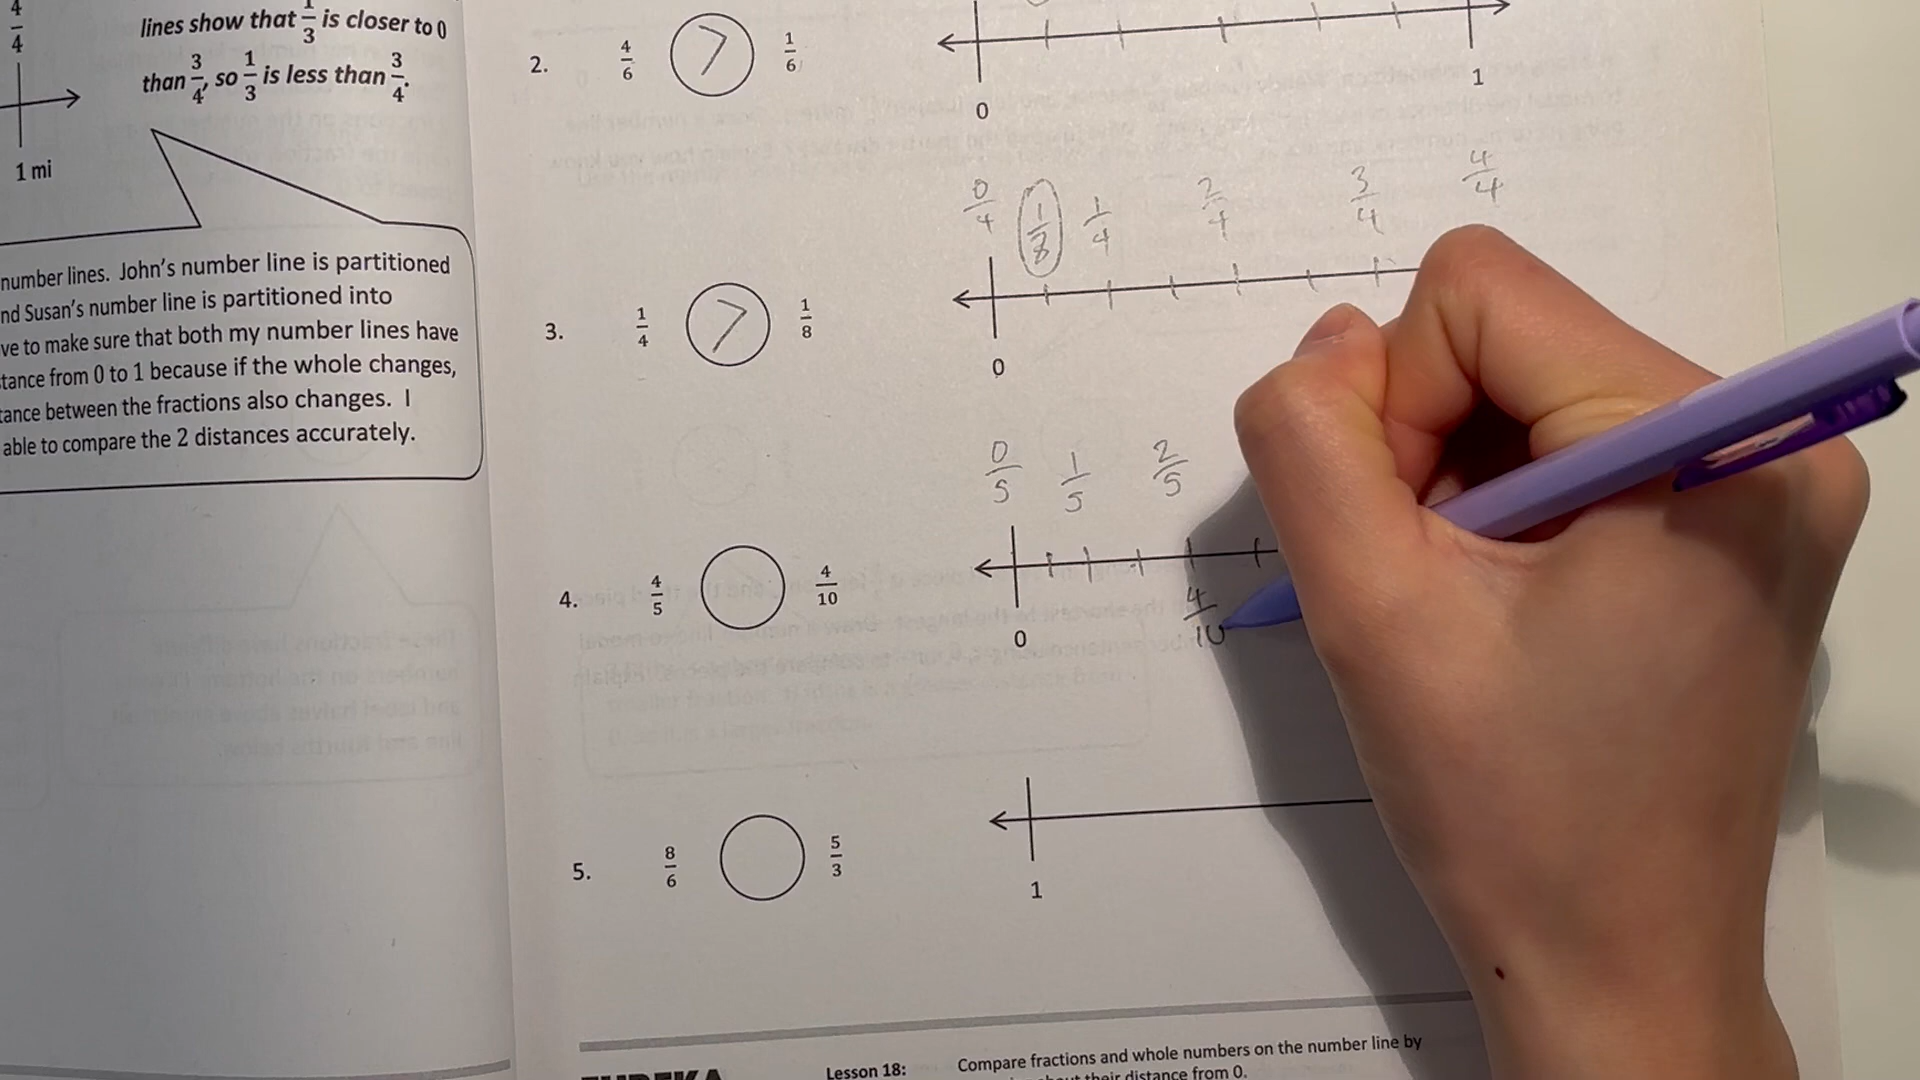 4/4
lines show that 1/3 is closer to 0
than 3/4, so 1/3 is less than 3/4.
1 mi
number lines. John's number line is partitioned
nd Susan's number line is partitioned into
ve to make sure that both my number lines have
tance from 0 to 1 because if the whole changes,
tance between the fractions also changes. I
able to compare the 2 distances accurately.
2. 4/6 > 1/6
0 1
0/4 1/8 1/4 2/4 3/4 4/4
3. 1/4 > 1/8
0
0/5 1/5 2/5
4. 4/5 4/10
0 4/10
5. 8/6 5/3
1
EUREKA
Lesson 18:
Compare fractions and whole numbers on the number line by
about their distance from 0.